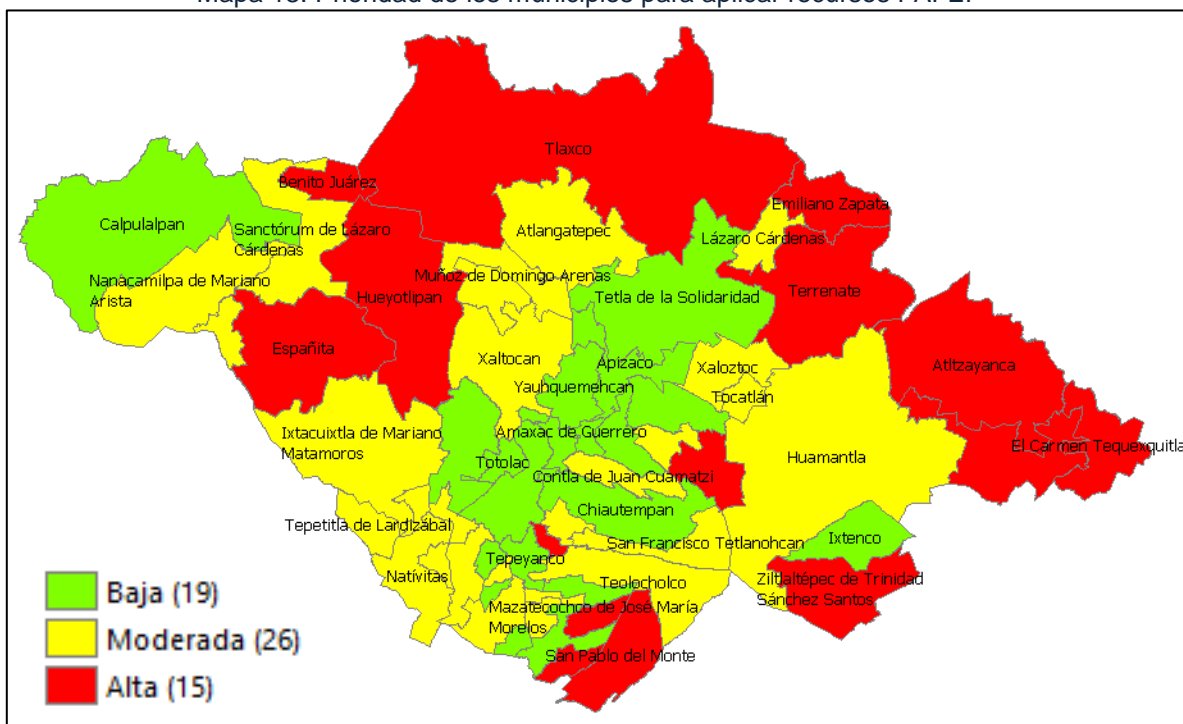 Tlaxco
Benito Juárez
Emiliano Zapata
Calpulalpan
Sanctórum de Lázaro
Cárdenas
Atlangatepec
Lázaro Cárdenas
Nanacamilpa de Mariano
Arista
Muñoz de Domingo Arenas
Hueyotlipan
Tetla de la Solidaridad
Terrenate
Españita
Xaltocan
Apizaco
Xaloztoc
Atltzayanca
Yauhquemehcan
Tocatlán
Ixtacuixtla de Mariano
Matamoros
Amaxac de Guerrero
El Carmen Tequexquitla
Totolac
Huamantla
Contla de Juan Cuamatzi
Chiautempan
Tepetitla de Lardizábal
San Francisco Tetlanohcan
Ixtenco
Tepeyanco
Natívitas
Teolocholco
Ziltlaltépec de Trinidad
Sánchez Santos
Mazatecochco de José María
Morelos
San Pablo del Monte
Baja (19)
Moderada (26)
Alta (15)